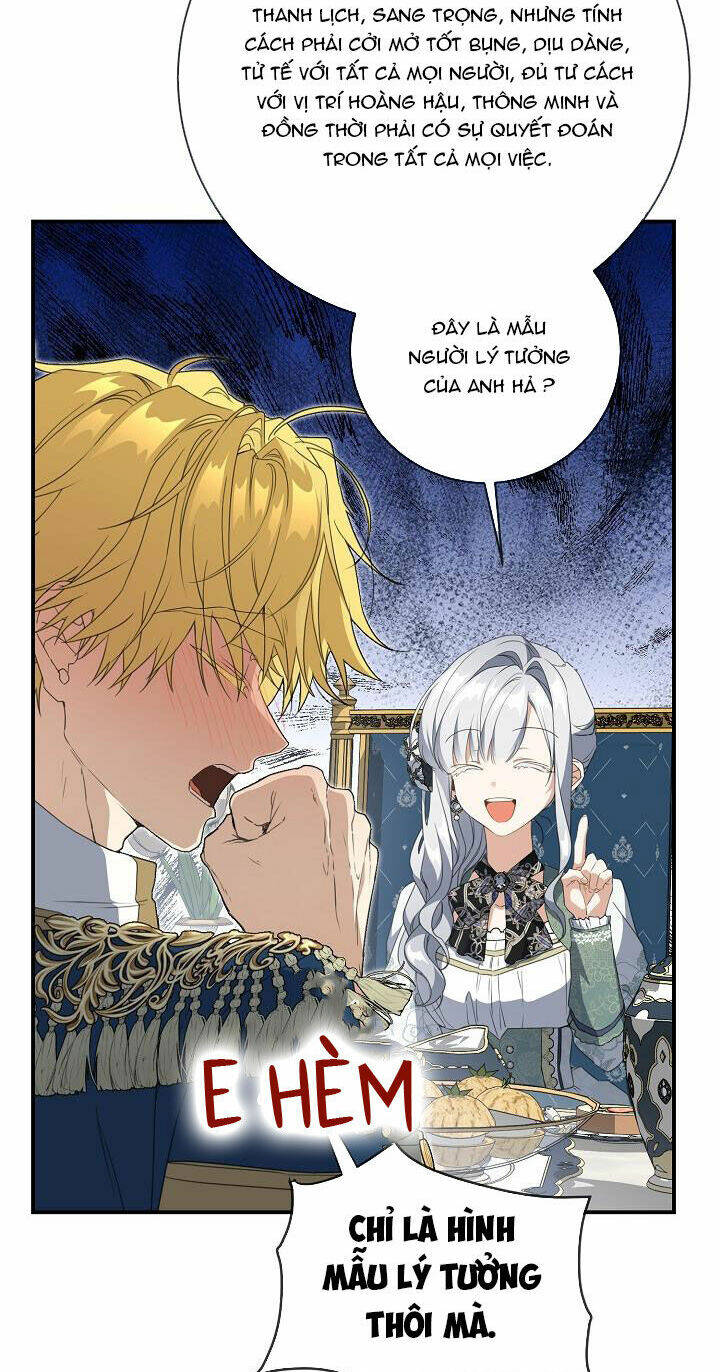 THANH LỊCH, SANG TRỌNG, NHƯNG TÍNH
CÁCH PHẢI CỞI MỞ TỐT BỤNG, DỊU DÀNG,
TỬ TẾ VỚI TẤT CẢ MỌI NGƯỜI, ĐỦ TƯ CÁCH
VỚI VỊ TRÍ HOÀNG HẬU, THÔNG MINH VÀ
ĐỒNG THỜI PHẢI CÓ SỰ QUYẾT ĐOÁN
TRONG TẤT CẢ MỌI VIỆC.
ĐÂY LÀ MẪU
NGƯỜI LÝ TƯỞNG
CỦA ANH HẢ ?
E HÈM
CHỈ LÀ HÌNH
MẪU LÝ TƯỞNG
THÔI MÀ.